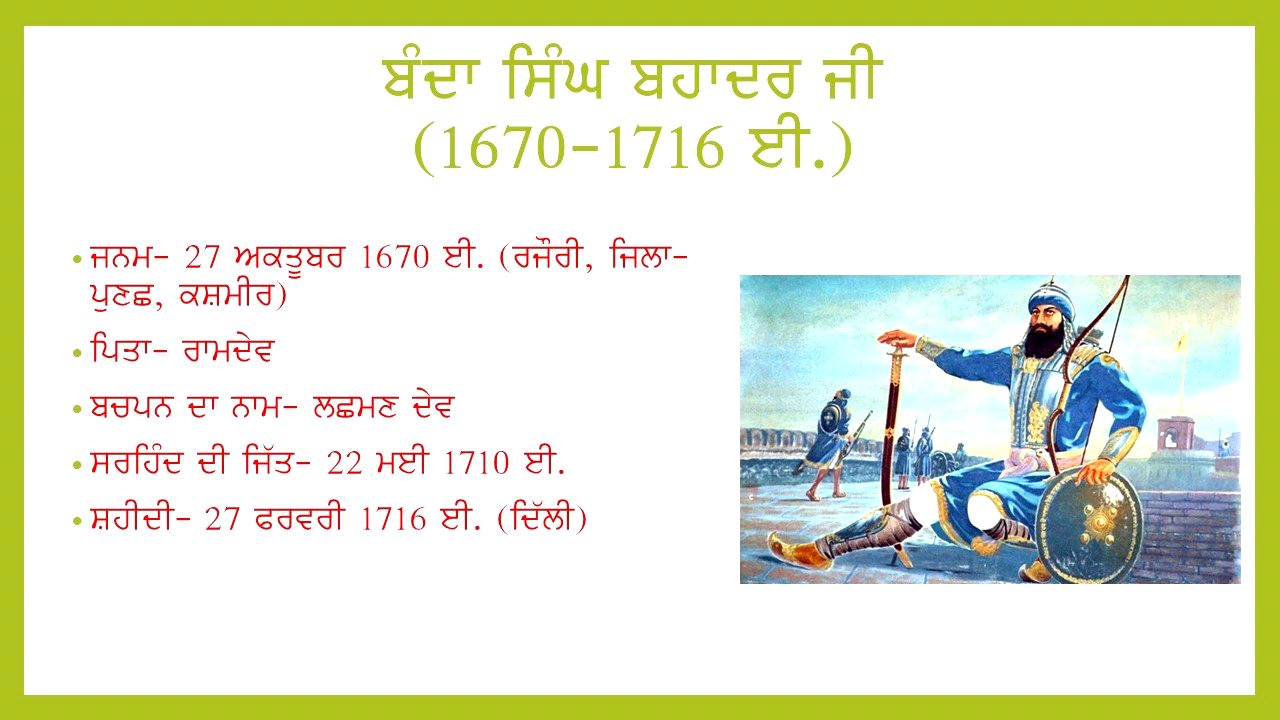 ਬੰਦਾ ਸਿੰਘ ਬਹਾਦਰ ਜੀ
(1670-1716 ਈ.)
• ਜਨਮ- 27 ਅਕਤੂਬਰ 1670 ਈ. (ਰਜੌਰੀ, ਜਿਲਾ-
ਪੁਣਛ, ਕਸ਼ਮੀਰ)
• ਪਿਤਾ- ਰਾਮਦੇਵ
• ਬਚਪਨ ਦਾ ਨਾਮ- ਲਛਮਣ ਦੇਵ
• ਸਰਹਿੰਦ ਦੀ ਜਿੱਤ- 22 ਮਈ 1710 ਈ.
• ਸ਼ਹੀਦੀ- 27 ਫਰਵਰੀ 1716 ਈ. (ਦਿੱਲੀ)